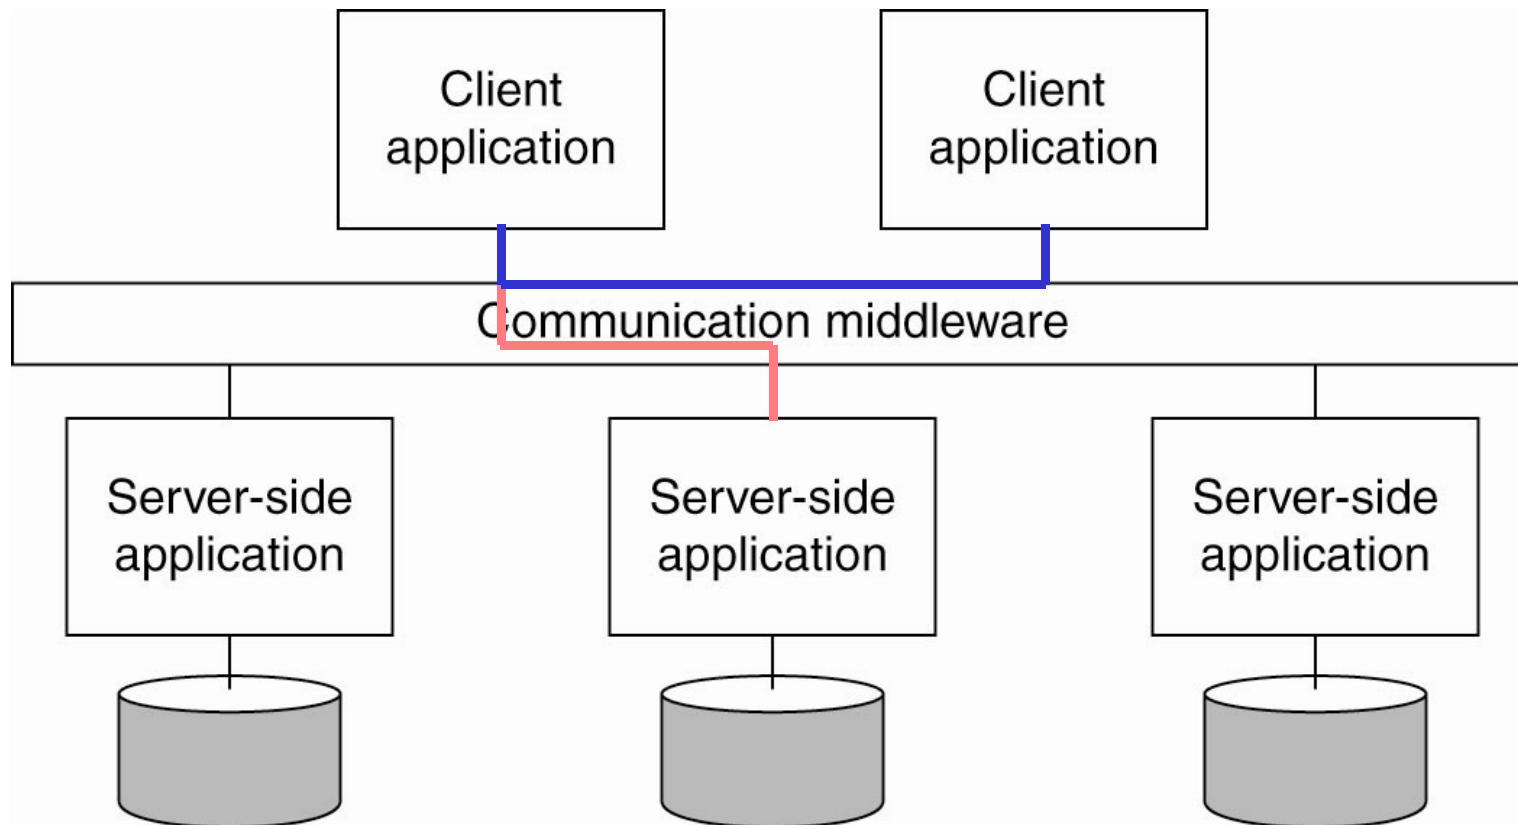 Client
application
Client
application
Communication middleware
Server-side
application
Server-side
application
Server-side
application